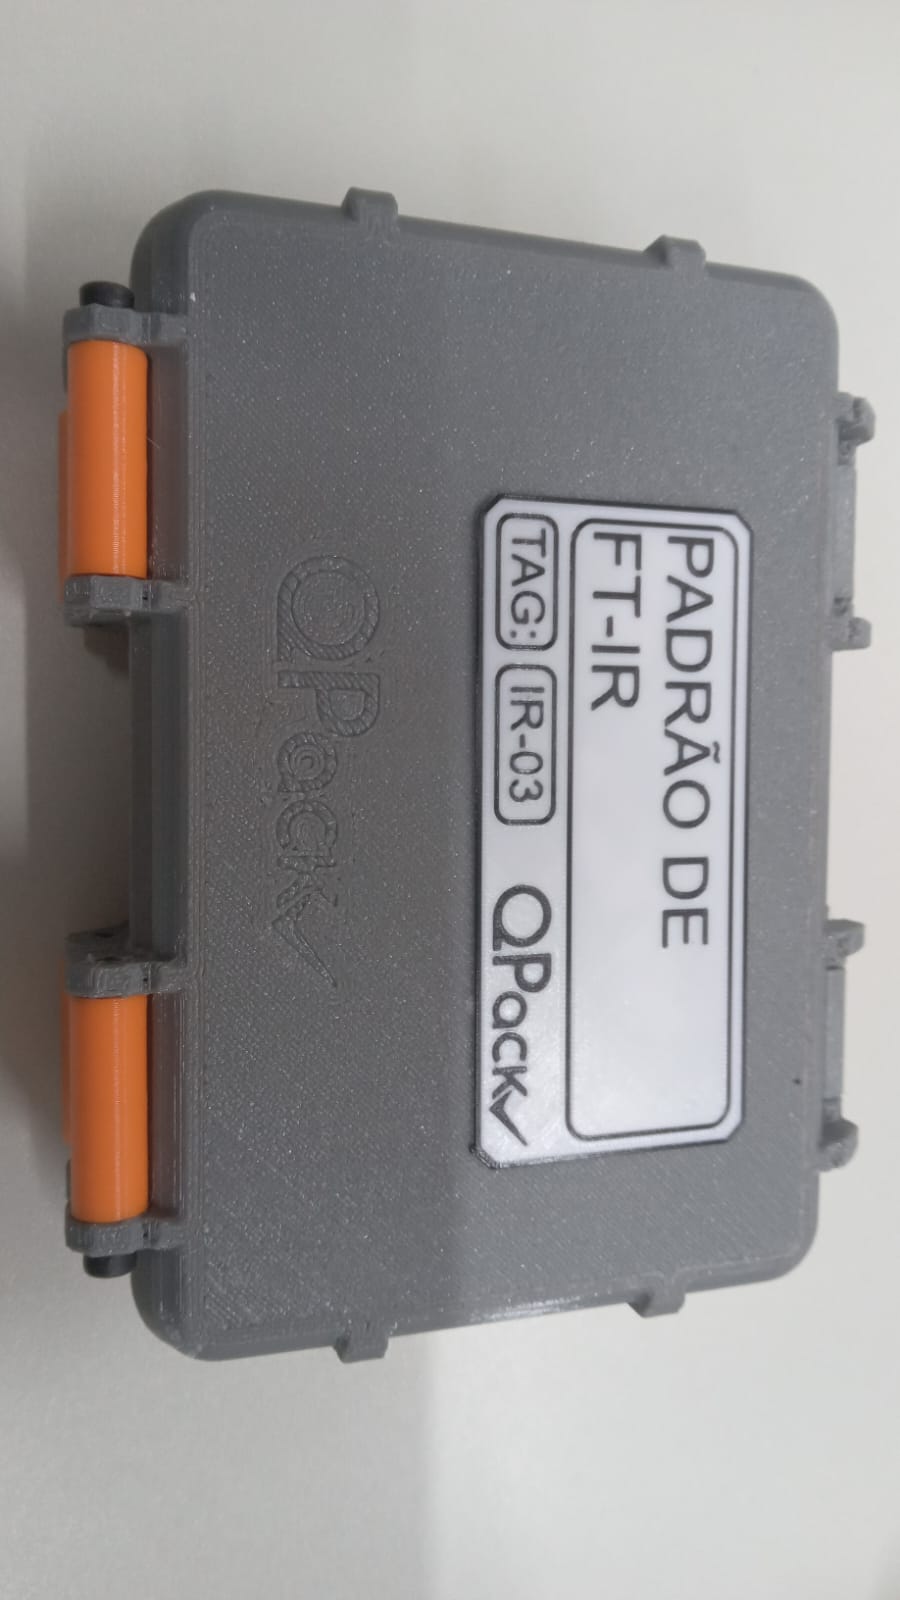 PADRÃO DE
FT-IR
TAG: IR-03 QPack
QPack